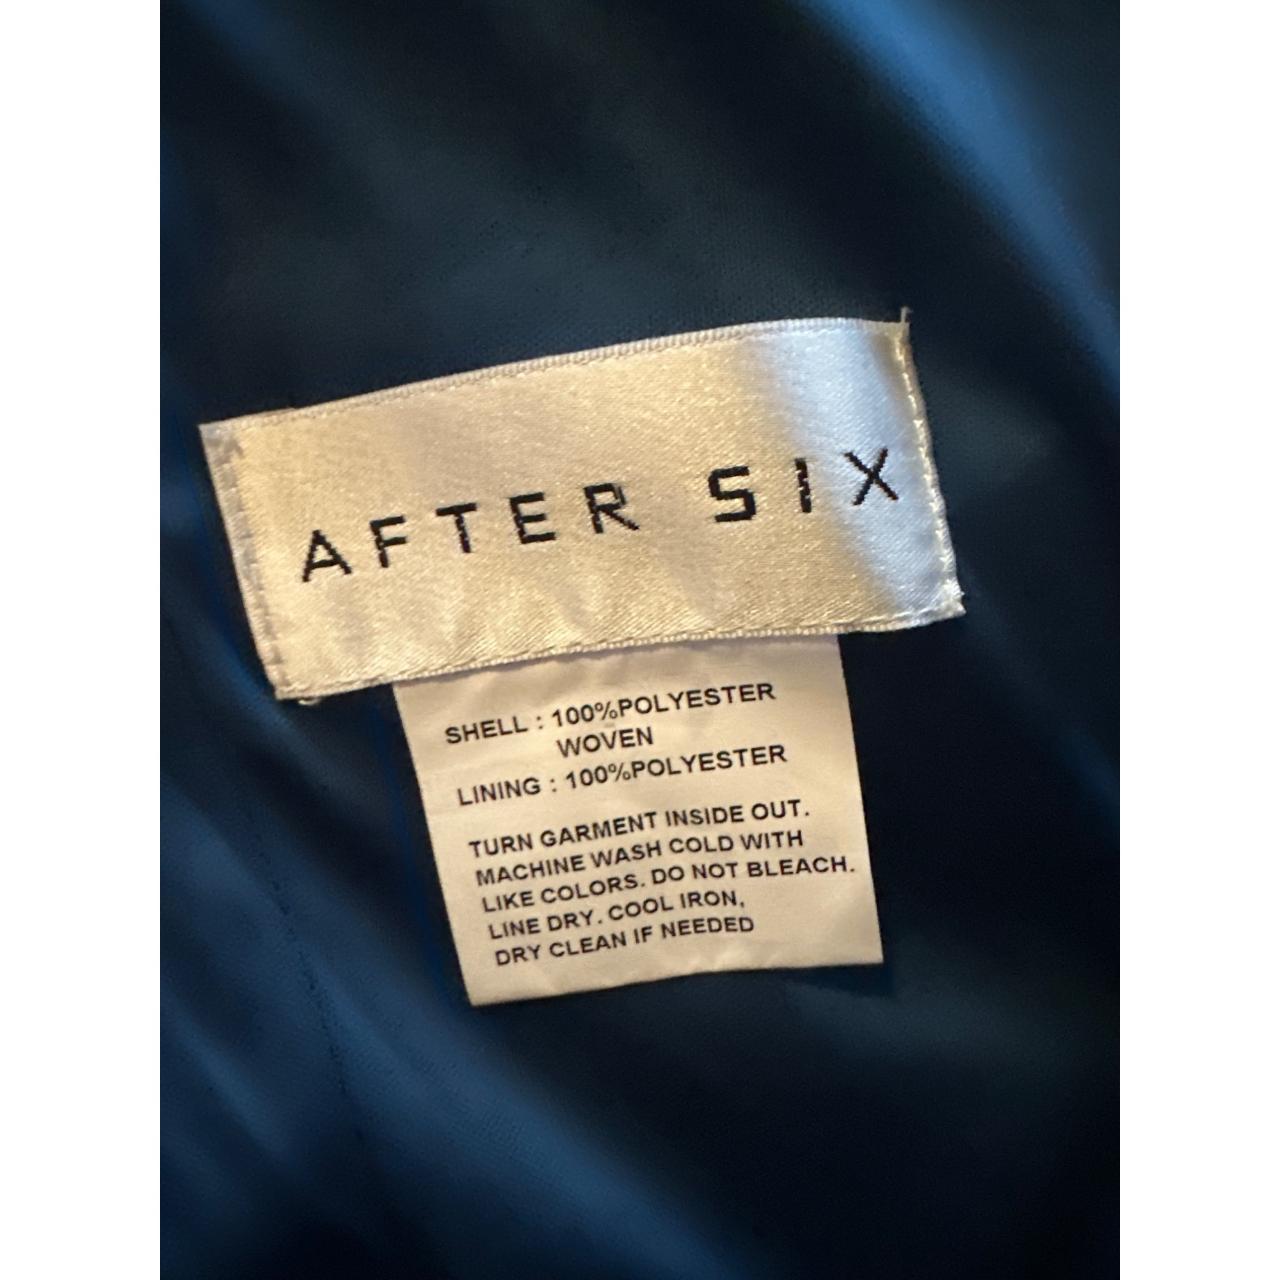 AFTER SIX
SHELL : 100%POLYESTER
WOVEN
LINING : 100%POLYESTER
TURN GARMENT INSIDE OUT.
MACHINE WASH COLD WITH
LIKE COLORS. DO NOT BLEACH.
LINE DRY. COOL IRON,
DRY CLEAN IF NEEDED